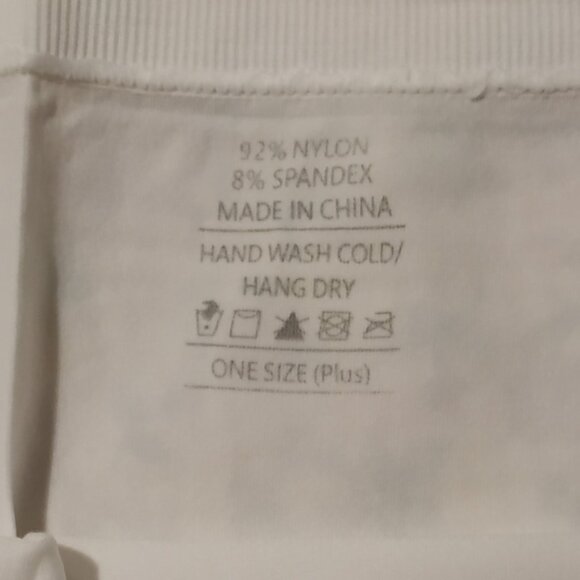 92% NYLON
8% SPANDEX
MADE IN CHINA
HAND WASH COLD/
HANG DRY
ONE SIZE (Plus)